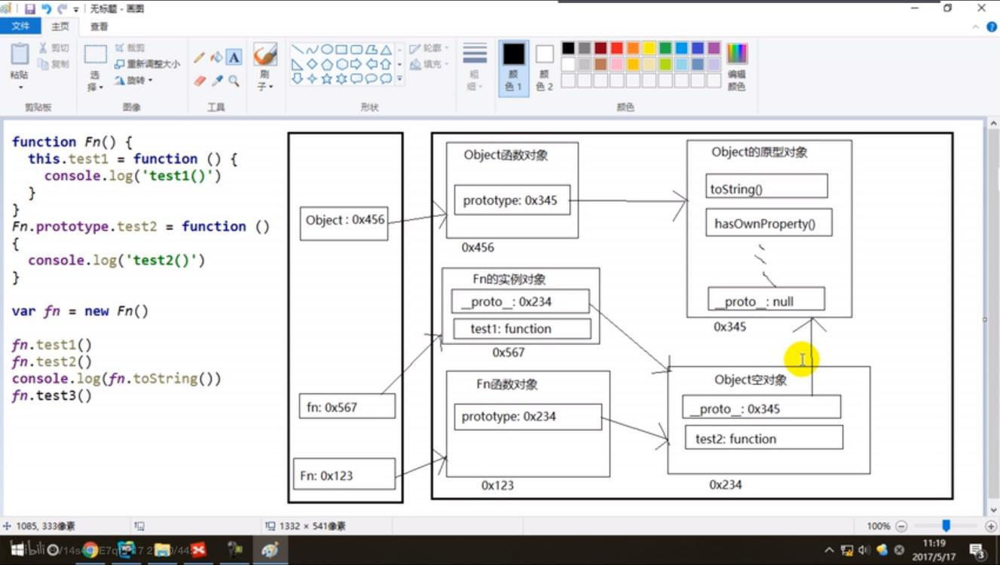 无标题 - 画图
文件 主页 查看
粘贴
剪切
复制
剪贴板
选择
裁剪
重新调整大小
旋转
图像
A
工具
刷子
轮廓
填充
形状
粗细
颜色 1
颜色 2
编辑颜色
颜色
function Fn() {
this.test1 = function () {
console.log('test1()')
}
}
Fn.prototype.test2 = function ()
{
console.log('test2()')
}
var fn = new Fn()
fn.test1()
fn.test2()
console.log(fn.toString())
fn.test3()
Object : 0x456
fn: 0x567
Fn: 0x123
Object函数对象
prototype: 0x345
0x456
Fn的实例对象
__proto__: 0x234
test1: function
0x567
Fn函数对象
prototype: 0x234
0x123
Object的原型对象
toString()
hasOwnProperty()
__proto__: null
0x345
Object空对象
__proto__: 0x345
test2: function
0x234
1085, 333像素
1332 × 541像素
100%
bilibili
11:19
2017/5/17
3